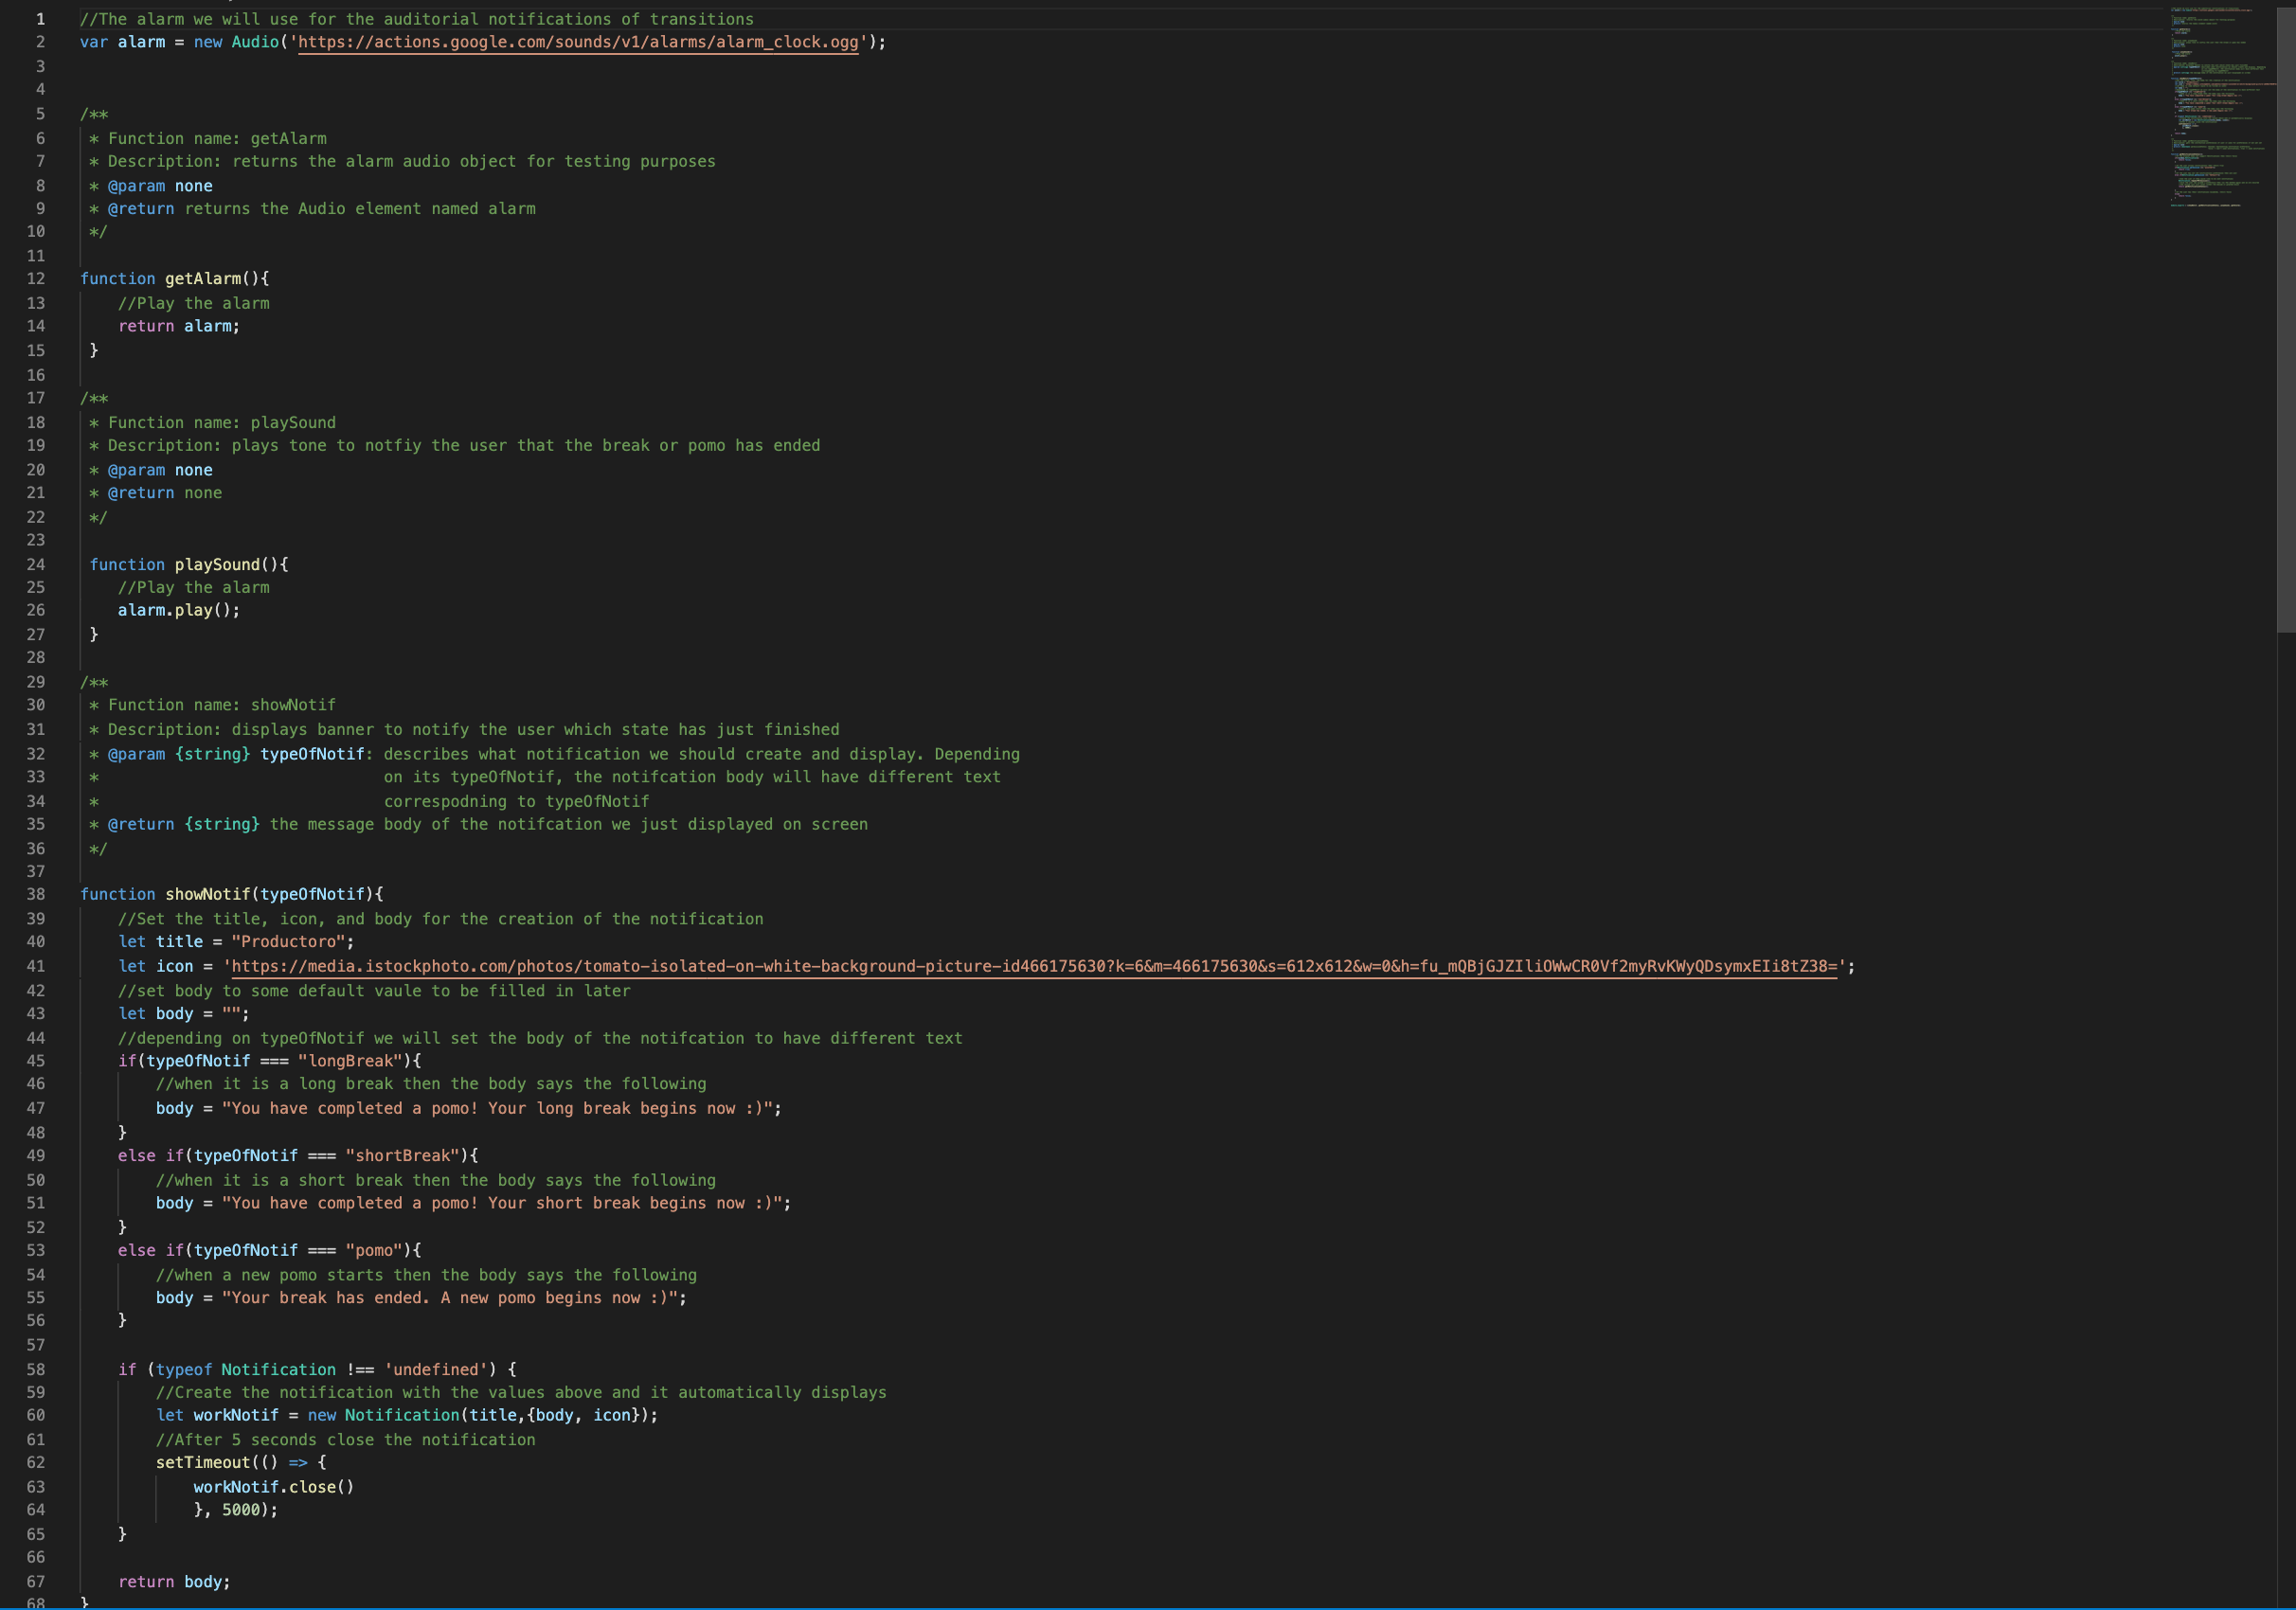 1 //The alarm we will use for the auditorial notifications of transitions
2 var alarm = new Audio('https://actions.google.com/sounds/v1/alarms/alarm_clock.ogg');
3
4
5 /**
6 * Function name: getAlarm
7 * Description: returns the alarm audio object for testing purposes
8 * @param none
9 * @return returns the Audio element named alarm
10 */
11
12 function getAlarm(){
13 //Play the alarm
14 return alarm;
15 }
16
17 /**
18 * Function name: playSound
19 * Description: plays tone to notfiy the user that the break or pomo has ended
20 * @param none
21 * @return none
22 */
23
24 function playSound(){
25 //Play the alarm
26 alarm.play();
27 }
28
29 /**
30 * Function name: showNotif
31 * Description: displays banner to notify the user which state has just finished
32 * @param {string} typeOfNotif: describes what notification we should create and display. Depending
33 * on its typeOfNotif, the notifcation body will have different text
34 * correspodning to typeOfNotif
35 * @return {string} the message body of the notifcation we just displayed on screen
36 */
37
38 function showNotif(typeOfNotif){
39 //Set the title, icon, and body for the creation of the notification
40 let title = "Productoro";
41 let icon = 'https://media.istockphoto.com/photos/tomato-isolated-on-white-background-picture-id466175630?k=6&m=466175630&s=612x612&w=0&h=fu_mQBjGJZIliOWwCR0Vf2myRvKWyQDsymxEIi8tZ38=';
42 //set body to some default vaule to be filled in later
43 let body = "";
44 //depending on typeOfNotif we will set the body of the notifcation to have different text
45 if(typeOfNotif === "longBreak"){
46 //when it is a long break then the body says the following
47 body = "You have completed a pomo! Your long break begins now :)";
48 }
49 else if(typeOfNotif === "shortBreak"){
50 //when it is a short break then the body says the following
51 body = "You have completed a pomo! Your short break begins now :)";
52 }
53 else if(typeOfNotif === "pomo"){
54 //when a new pomo starts then the body says the following
55 body = "Your break has ended. A new pomo begins now :)";
56 }
57
58 if (typeof Notification !== 'undefined') {
59 //Create the notification with the values above and it automatically displays
60 let workNotif = new Notification(title,{body, icon});
61 //After 5 seconds close the notification
62 setTimeout(() => {
63 workNotif.close()
64 }, 5000);
65 }
66
67 return body;
68 }